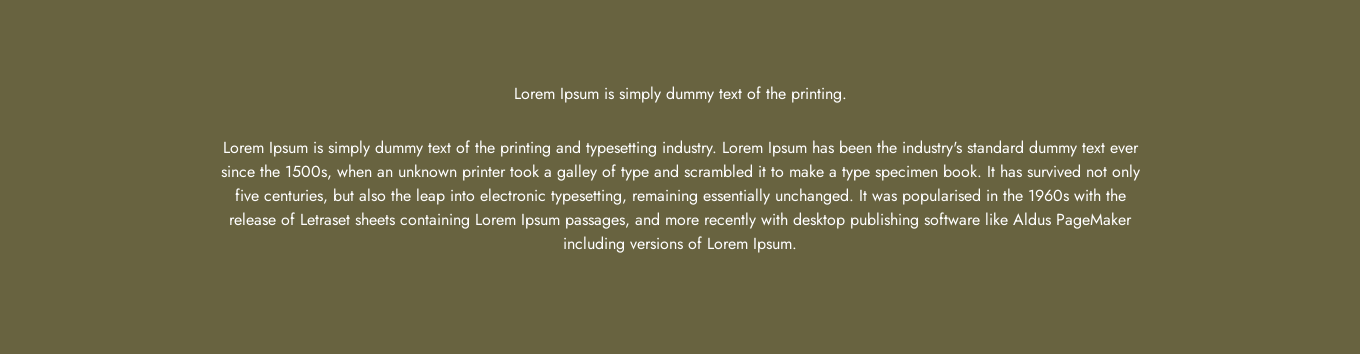 Lorem Ipsum is simply dummy text of the printing.
Lorem Ipsum is simply dummy text of the printing and typesetting industry. Lorem Ipsum has been the industry's standard dummy text ever
since the 1500s, when an unknown printer took a galley of type and scrambled it to make a type specimen book. It has survived not only
five centuries, but also the leap into electronic typesetting, remaining essentially unchanged. It was popularised in the 1960s with the
release of Letraset sheets containing Lorem Ipsum passages, and more recently with desktop publishing software like Aldus PageMaker
including versions of Lorem Ipsum.